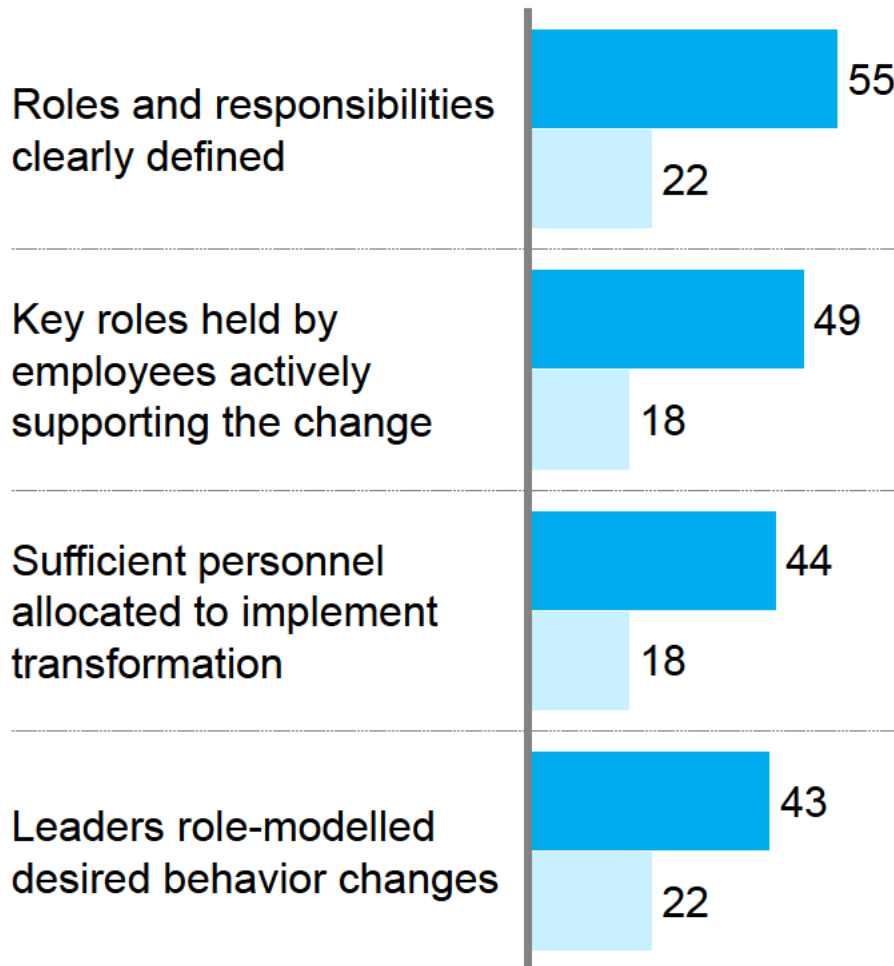 Roles and responsibilities
clearly defined
55
22
Key roles held by
employees actively
supporting the change
49
18
Sufficient personnel
allocated to implement
transformation
44
18
Leaders role-modelled
desired behavior changes
43
22